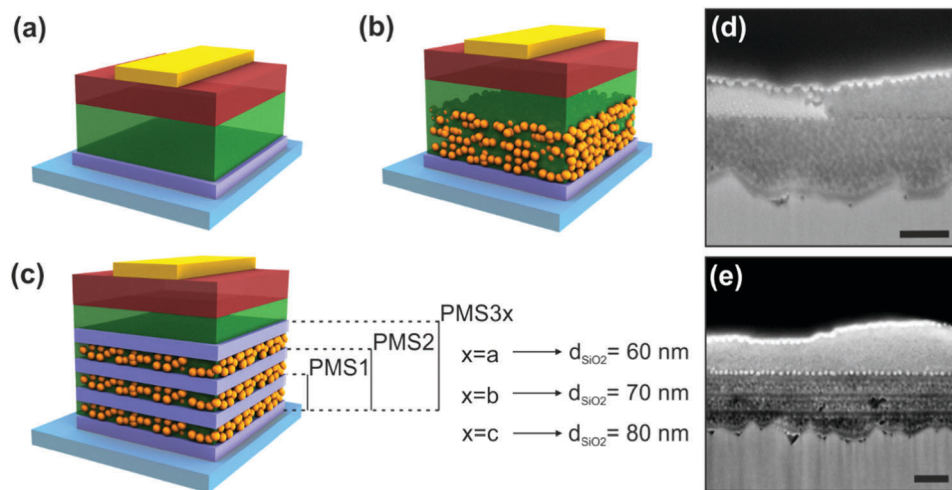 (a)
(b)
(d)
(c)
PMS3x
PMS2
PMS1
x=a → d_SiO2 = 60 nm
x=b → d_SiO2 = 70 nm
x=c → d_SiO2 = 80 nm
(e)